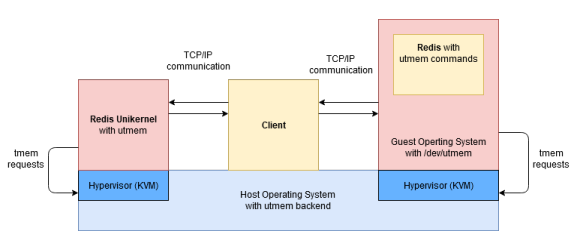 TCP/IP
communication
TCP/IP
communication
Redis with
utmem commands
Redis Unikernel
with utmem
Client
Guest Operting System
with /dev/utmem
tmem
requests
tmem
requests
Hypervisor (KVM)
Hypervisor (KVM)
Host Operating System
with utmem backend